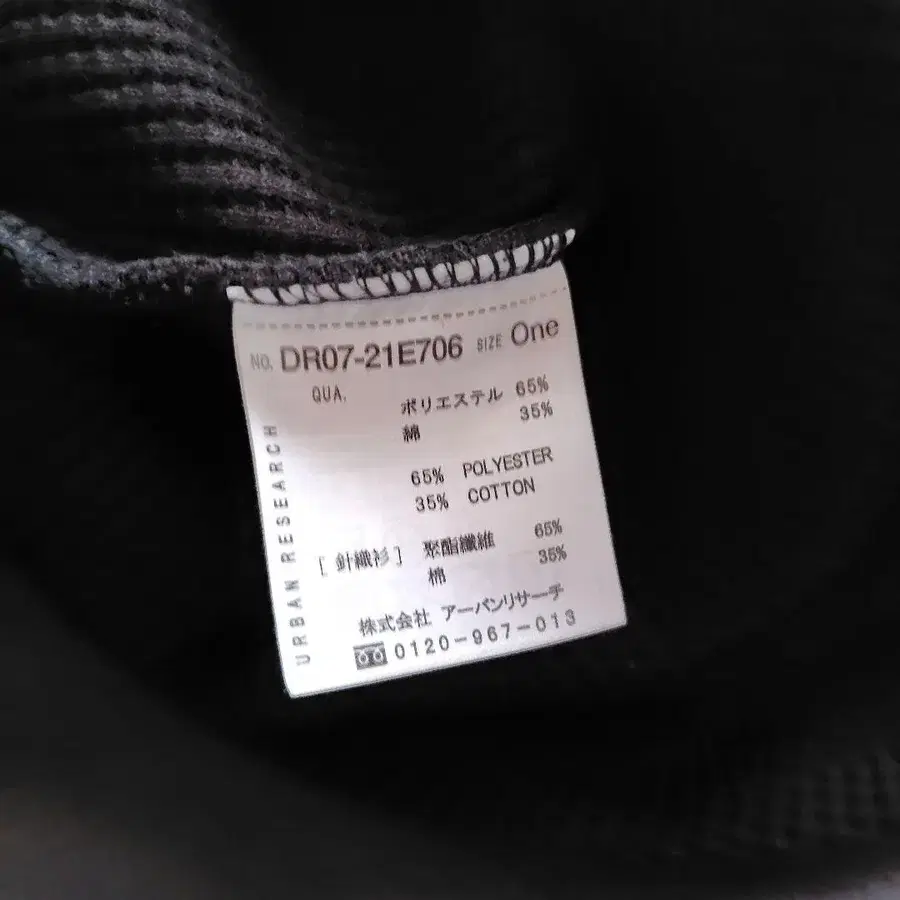 NO. DR07-21E706 SIZE One
QUA.
ポリエステル 65%
綿 35%
65% POLYESTER
35% COTTON
[針織衫] 聚酯纖維 65%
棉 35%
株式会社 アーバンリサーチ
0120-967-013
URBAN RESEARCH